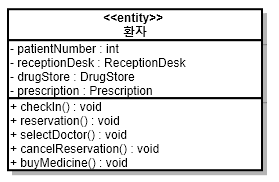 <<entity>>
환자
- patientNumber : int
- receptionDesk : ReceptionDesk
- drugStore : DrugStore
- prescription : Prescription
+ checkIn() : void
+ reservation() : void
+ selectDoctor() : void
+ cancelReservation() : void
+ buyMedicine() : void